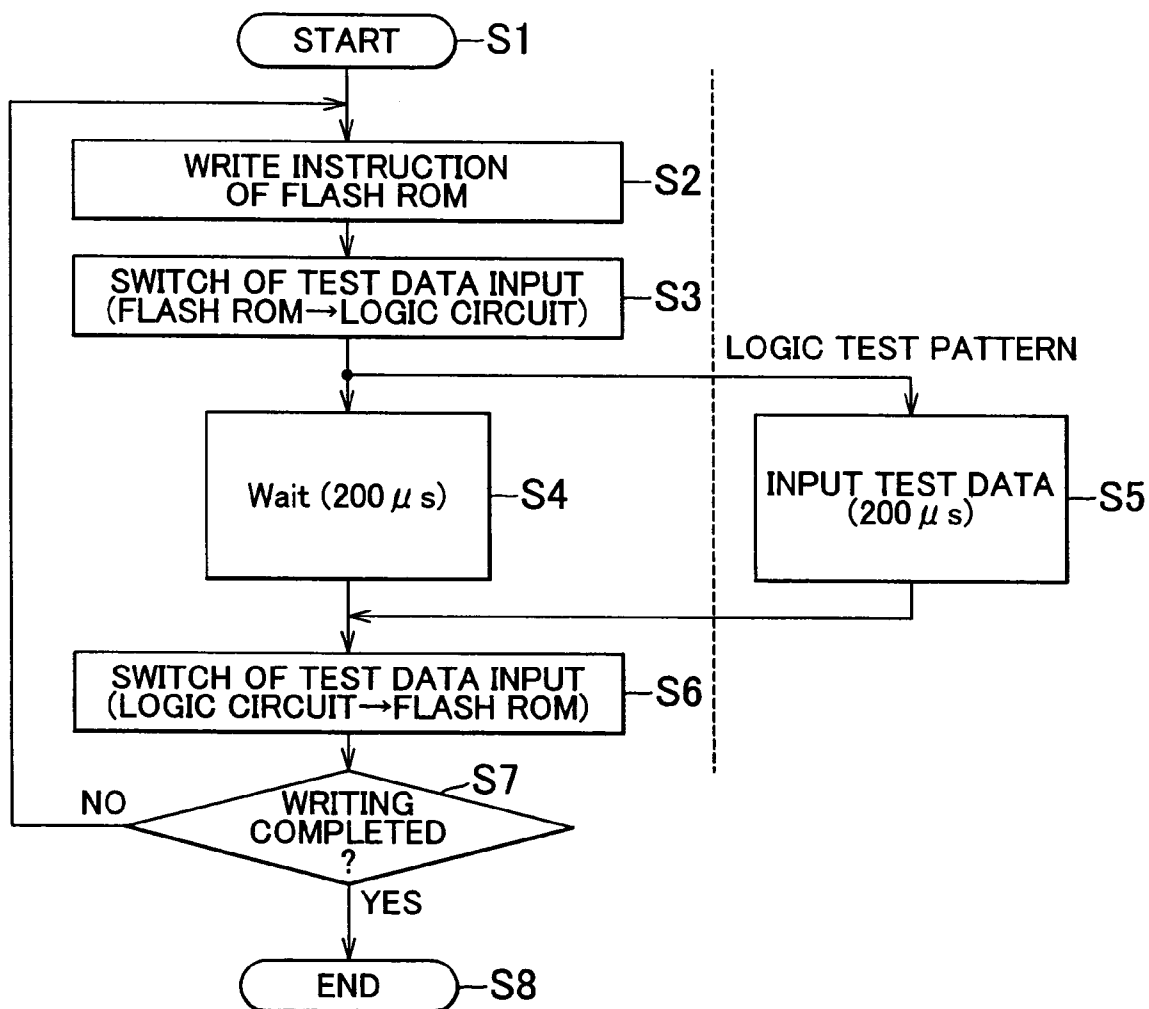 START
S1
WRITE INSTRUCTION
OF FLASH ROM
S2
SWITCH OF TEST DATA INPUT
(FLASH ROM→LOGIC CIRCUIT)
S3
LOGIC TEST PATTERN
Wait (200 μs)
S4
INPUT TEST DATA
(200 μs)
S5
SWITCH OF TEST DATA INPUT
(LOGIC CIRCUIT→FLASH ROM)
S6
S7
NO
WRITING
COMPLETED
?
YES
END
S8